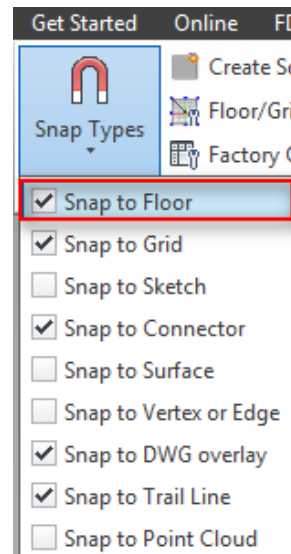 Get Started Online
Snap Types
Create
Floor/
Factory
Snap to Floor
Snap to Grid
Snap to Sketch
Snap to Connector
Snap to Surface
Snap to Vertex or Edge
Snap to DWG overlay
Snap to Trail Line
Snap to Point Cloud